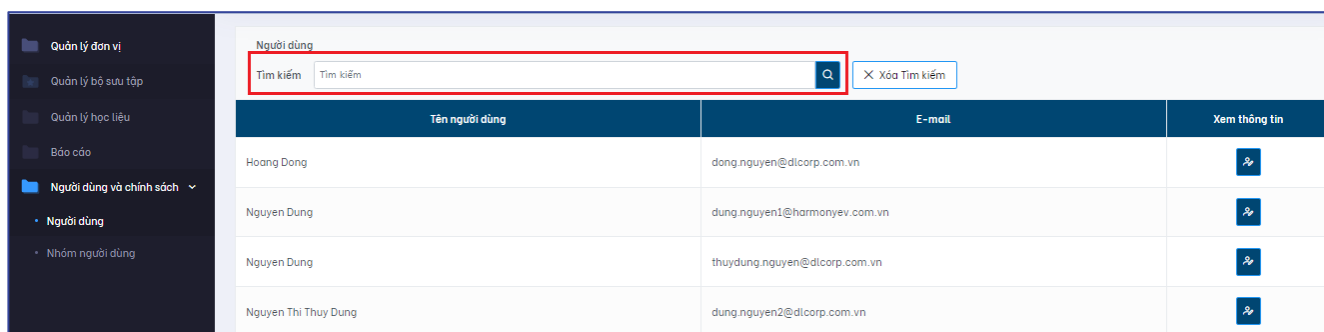 Quản lý đơn vị
Quản lý bộ sưu tập
Quản lý học liệu
Báo cáo
Người dùng và chính sách
Người dùng
Nhóm người dùng
Người dùng
Tìm kiếm Tìm kiếm Xóa Tìm kiếm
Tên người dùng E-mail Xem thông tin
Hoang Dong dong.nguyen@dlcorp.com.vn
Nguyen Dung dung.nguyen1@harmonyev.com.vn
Nguyen Dung thuydung.nguyen@dlcorp.com.vn
Nguyen Thi Thuy Dung dung.nguyen2@dlcorp.com.vn